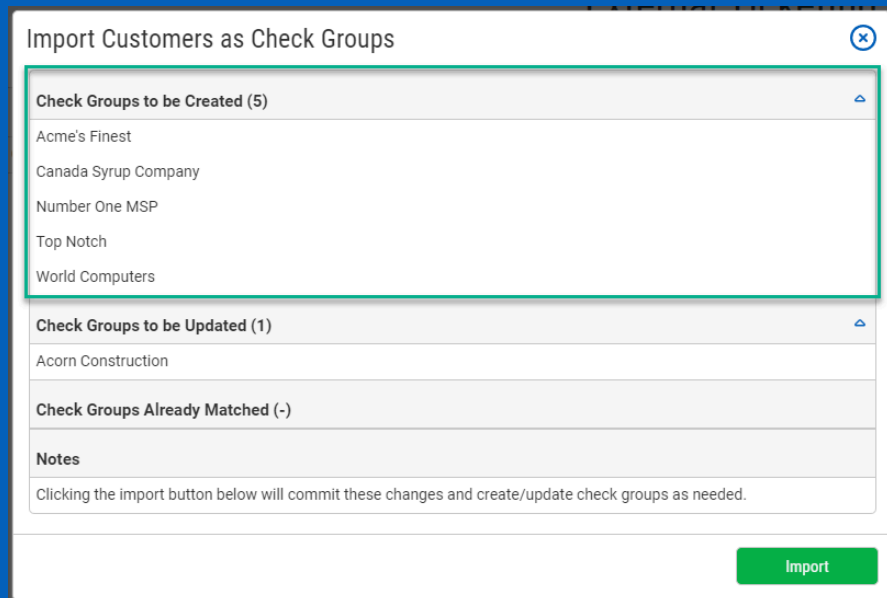 Import Customers as Check Groups
Check Groups to be Created (5)
Acme's Finest
Canada Syrup Company
Number One MSP
Top Notch
World Computers
Check Groups to be Updated (1)
Acorn Construction
Check Groups Already Matched (-)
Notes
Clicking the import button below will commit these changes and create/update check groups as needed.
Import